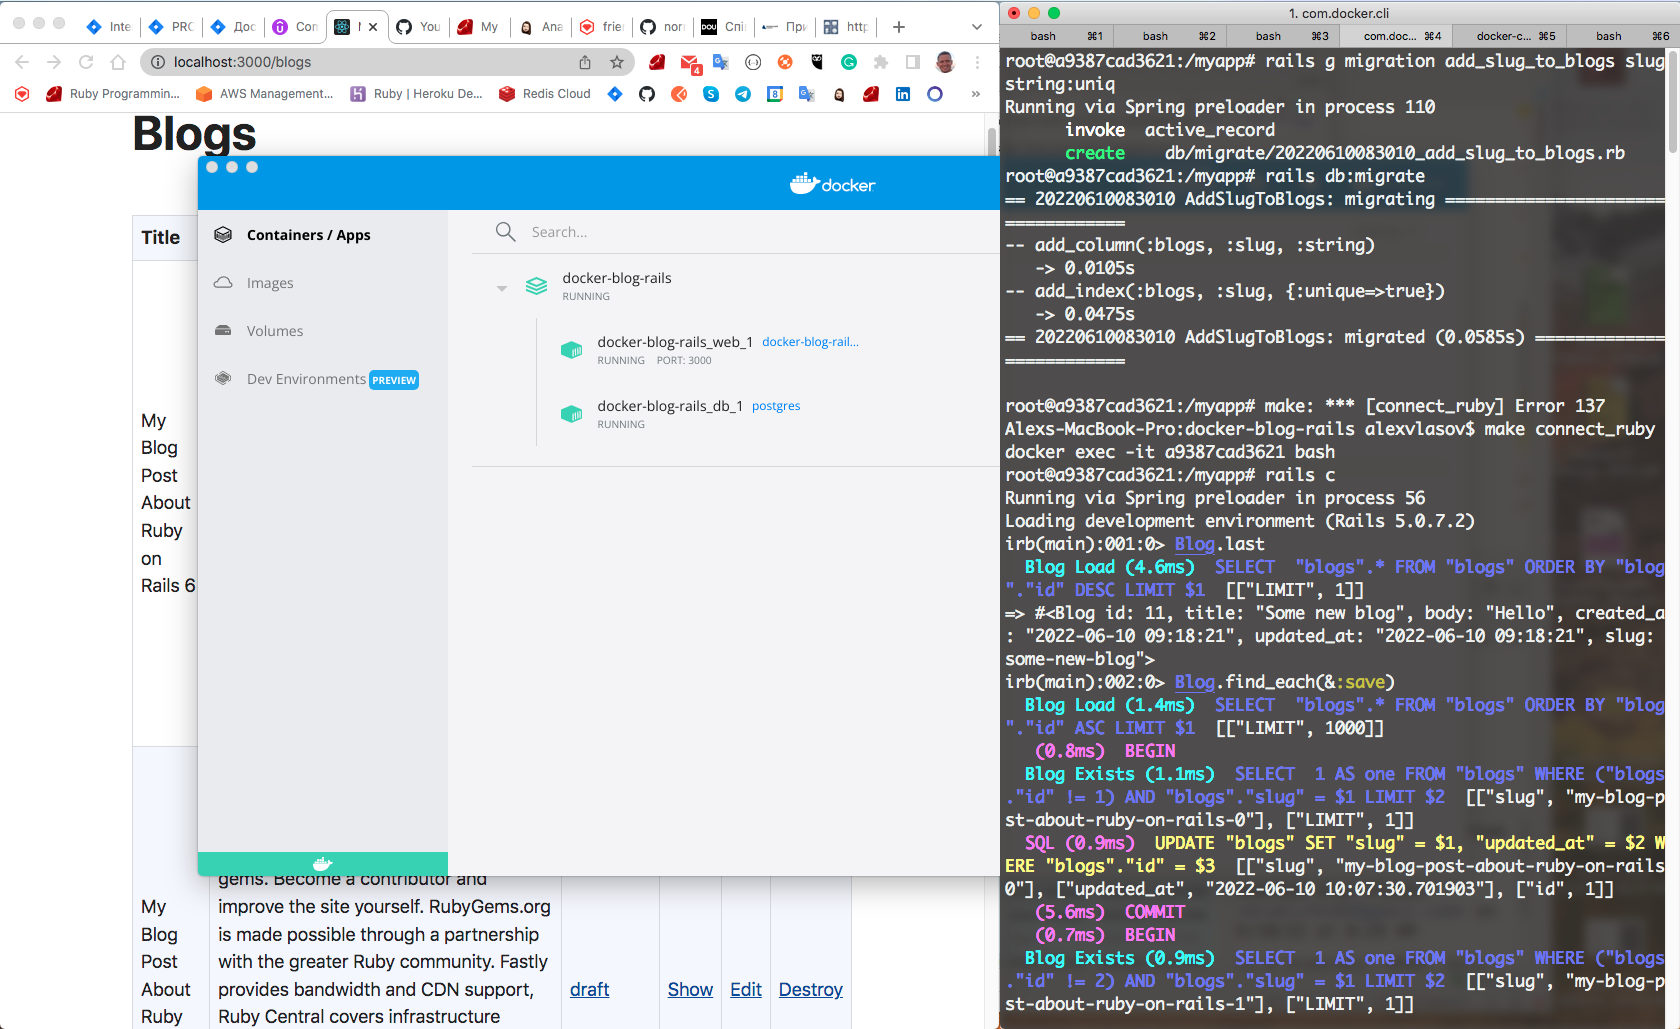 Inte
PRC
Дос
Con
You
My
Ana
frie
nor
DOU
Спі
При
http
localhost:3000/blogs
4
Ruby Programmin...
AWS Management...
Ruby | Heroku De...
Redis Cloud
8
»
Blogs
Title
My
Blog
Post
About
Ruby
on
Rails 6
docker
Containers / Apps
Images
Volumes
Dev Environments PREVIEW
Search...
docker-blog-rails
RUNNING
docker-blog-rails_web_1 docker-blog-rail...
RUNNING PORT: 3000
docker-blog-rails_db_1 postgres
RUNNING
gems. Become a contributor and
My
Blog
Post
About
Ruby
improve the site yourself. RubyGems.org
is made possible through a partnership
with the greater Ruby community. Fastly
provides bandwidth and CDN support,
Ruby Central covers infrastructure
draft
Show
Edit
Destroy
1. com.docker.cli
bash ⌘1
bash ⌘2
bash ⌘3
com.doc... ⌘4
docker-c... ⌘5
bash ⌘6
root@a9387cad3621:/myapp# rails g migration add_slug_to_blogs slug
string:uniq
Running via Spring preloader in process 110
invoke active_record
create db/migrate/20220610083010_add_slug_to_blogs.rb
root@a9387cad3621:/myapp# rails db:migrate
== 20220610083010 AddSlugToBlogs: migrating ======================
============
-- add_column(:blogs, :slug, :string)
-> 0.0105s
-- add_index(:blogs, :slug, {:unique=>true})
-> 0.0475s
== 20220610083010 AddSlugToBlogs: migrated (0.0585s) =============
============
root@a9387cad3621:/myapp# make: *** [connect_ruby] Error 137
Alexs-MacBook-Pro:docker-blog-rails alexvlasov$ make connect_ruby
docker exec -it a9387cad3621 bash
root@a9387cad3621:/myapp# rails c
Running via Spring preloader in process 56
Loading development environment (Rails 5.0.7.2)
irb(main):001:0> Blog.last
Blog Load (4.6ms) SELECT "blogs".* FROM "blogs" ORDER BY "blog
"."id" DESC LIMIT $1 [["LIMIT", 1]]
=> #<Blog id: 11, title: "Some new blog", body: "Hello", created_a
: "2022-06-10 09:18:21", updated_at: "2022-06-10 09:18:21", slug:
some-new-blog">
irb(main):002:0> Blog.find_each(&:save)
Blog Load (1.4ms) SELECT "blogs".* FROM "blogs" ORDER BY "blog
"."id" ASC LIMIT $1 [["LIMIT", 1000]]
(0.8ms) BEGIN
Blog Exists (1.1ms) SELECT 1 AS one FROM "blogs" WHERE ("blogs
."id" != 1) AND "blogs"."slug" = $1 LIMIT $2 [["slug", "my-blog-p
st-about-ruby-on-rails-0"], ["LIMIT", 1]]
SQL (0.9ms) UPDATE "blogs" SET "slug" = $1, "updated_at" = $2 W
ERE "blogs"."id" = $3 [["slug", "my-blog-post-about-ruby-on-rails
0"], ["updated_at", "2022-06-10 10:07:30.701903"], ["id", 1]]
(5.6ms) COMMIT
(0.7ms) BEGIN
Blog Exists (0.9ms) SELECT 1 AS one FROM "blogs" WHERE ("blogs
."id" != 2) AND "blogs"."slug" = $1 LIMIT $2 [["slug", "my-blog-p
st-about-ruby-on-rails-1"], ["LIMIT", 1]]